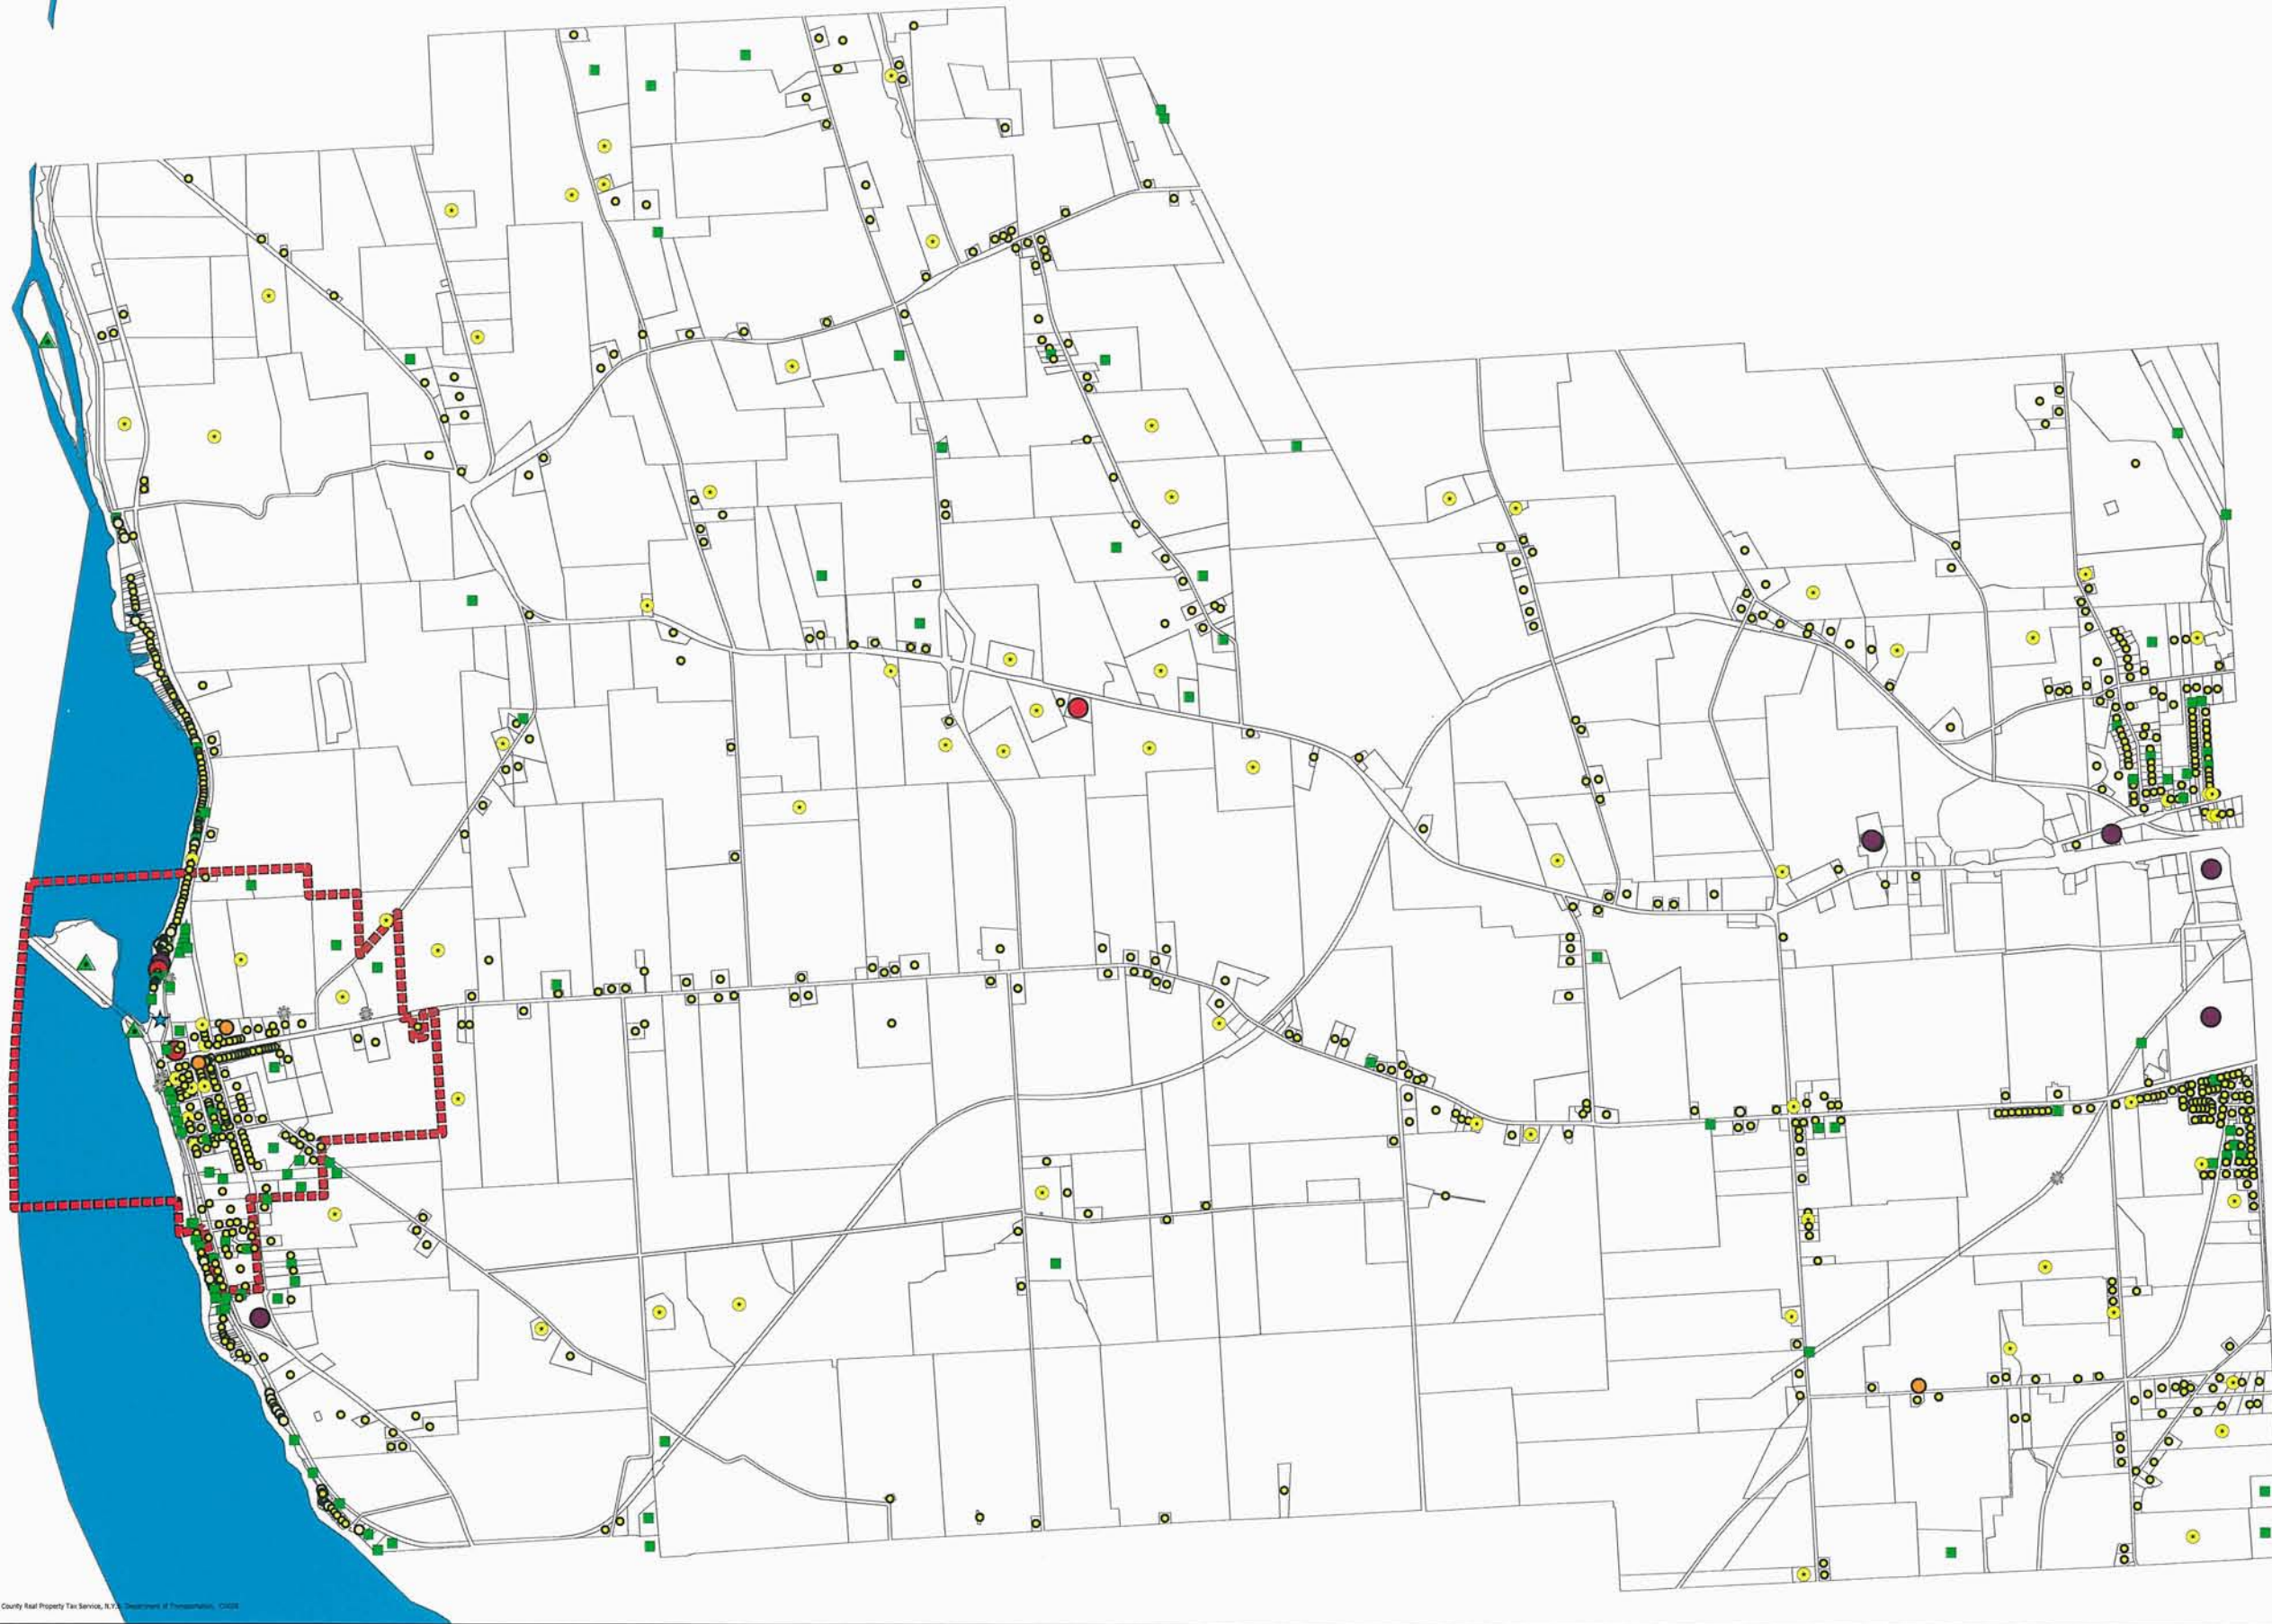 County Real Property Tax Service, N.Y.S. Department of Transportation,